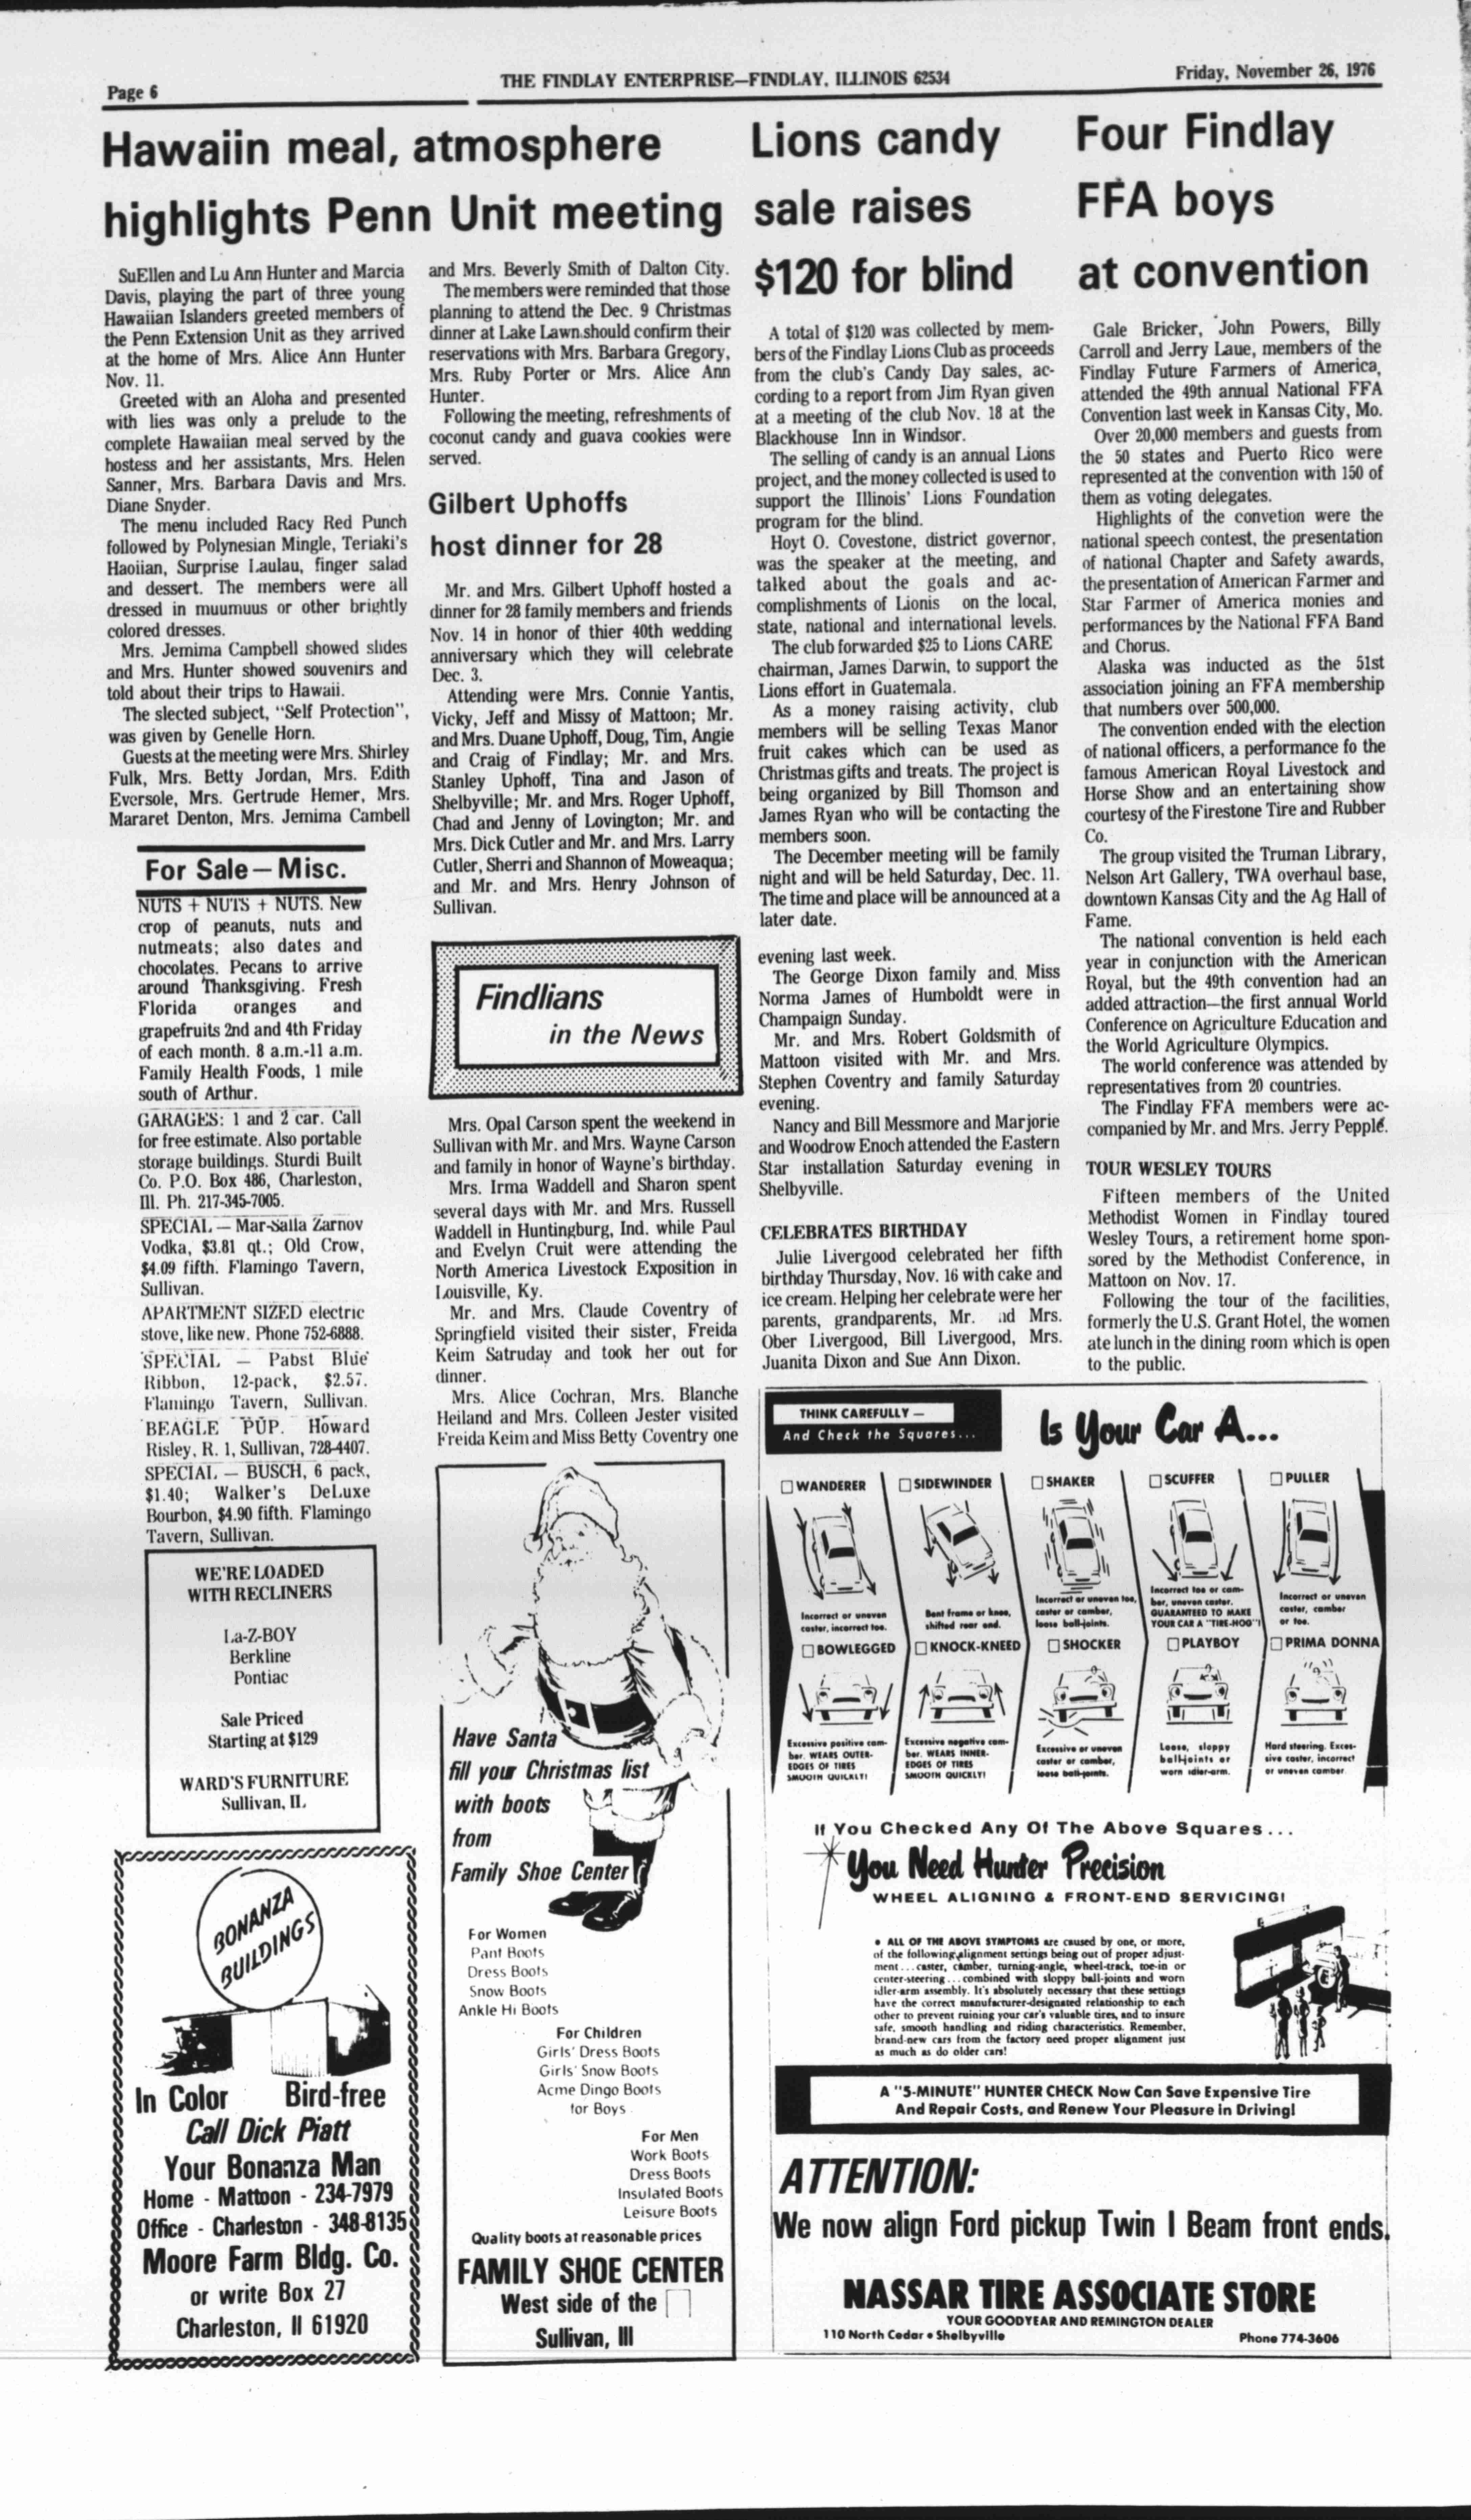 Page 6
THE FINDLAY ENTERPRISE—FINDLAY, ILLINOIS 62534
Friday, November 26, 1976
Hawaiin meal, atmosphere
highlights Penn Unit meeting
SuEllen and Lu Ann Hunter and Marcia
Davis, playing the part of three young
Hawaiian Islanders greeted members of
the Penn Extension Unit as they arrived
at the home of Mrs. Alice Ann Hunter
Nov. 11.
Greeted with an Aloha and presented
with lies was only a prelude to the
complete Hawaiian meal served by the
hostess and her assistants, Mrs. Helen
Sanner, Mrs. Barbara Davis and Mrs.
Diane Snyder.
The menu included Racy Red Punch
followed by Polynesian Mingle, Teriaki's
Haoiian, Surprise Laulau, finger salad
and dessert. The members were all
dressed in muumuus or other brightly
colored dresses.
Mrs. Jemima Campbell showed slides
and Mrs. Hunter showed souvenirs and
told about their trips to Hawaii.
The slected subject, "Self Protection",
was given by Genelle Horn.
Guests at the meeting were Mrs. Shirley
Fulk, Mrs. Betty Jordan, Mrs. Edith
Eversole, Mrs. Gertrude Hemer, Mrs.
Mararet Denton, Mrs. Jemima Cambell
and Mrs. Beverly Smith of Dalton City.
The members were reminded that those
planning to attend the Dec. 9 Christmas
dinner at Lake Lawn should confirm their
reservations with Mrs. Barbara Gregory,
Mrs. Ruby Porter or Mrs. Alice Ann
Hunter.
Following the meeting, refreshments of
coconut candy and guava cookies were
served.
For Sale — Misc.
NUTS + NUTS + NUTS. New
crop of peanuts, nuts and
nutmeats; also dates and
chocolates. Pecans to arrive
around Thanksgiving. Fresh
Florida oranges and
grapefruits 2nd and 4th Friday
of each month. 8 a.m.-11 a.m.
Family Health Foods, 1 mile
south of Arthur.
GARAGES: 1 and 2 car. Call
for free estimate. Also portable
storage buildings. Sturdi Built
Co. P.O. Box 486, Charleston,
Ill. Ph. 217-345-7005.
SPECIAL — Mar-Salla Zarnov
Vodka, $3.81 qt.; Old Crow,
$4.09 fifth. Flamingo Tavern,
Sullivan.
APARTMENT SIZED electric
stove, like new. Phone 752-6888.
SPECIAL — Pabst Blue
Ribbon, 12-pack, $2.57.
Flamingo Tavern, Sullivan.
BEAGLE PUP. Howard
Risley, R. 1, Sullivan, 728-4407.
SPECIAL — BUSCH, 6 pack,
$1.40; Walker's DeLuxe
Bourbon, $4.90 fifth. Flamingo
Tavern, Sullivan.
WE'RE LOADED
WITH RECLINERS
La-Z-BOY
Berkline
Pontiac
Sale Priced
Starting at $129
WARD'S FURNITURE
Sullivan, IL
BONANZA
BUILDINGS
In Color Bird-free
Call Dick Piatt
Your Bonanza Man
Home - Mattoon - 234-7979
Office - Charleston - 348-8135
Moore Farm Bldg. Co.
or write Box 27
Charleston, Il 61920
Gilbert Uphoffs
host dinner for 28
Mr. and Mrs. Gilbert Uphoff hosted a
dinner for 28 family members and friends
Nov. 14 in honor of thier 40th wedding
anniversary which they will celebrate
Dec. 3.
Attending were Mrs. Connie Yantis,
Vicky, Jeff and Missy of Mattoon; Mr.
and Mrs. Duane Uphoff, Doug, Tim, Angie
and Craig of Findlay; Mr. and Mrs.
Stanley Uphoff, Tina and Jason of
Shelbyville; Mr. and Mrs. Roger Uphoff,
Chad and Jenny of Lovington; Mr. and
Mrs. Dick Cutler and Mr. and Mrs. Larry
Cutler, Sherri and Shannon of Moweaqua;
and Mr. and Mrs. Henry Johnson of
Sullivan.
Findlians
in the News
Mrs. Opal Carson spent the weekend in
Sullivan with Mr. and Mrs. Wayne Carson
and family in honor of Wayne's birthday.
Mrs. Irma Waddell and Sharon spent
several days with Mr. and Mrs. Russell
Waddell in Huntingburg, Ind. while Paul
and Evelyn Cruit were attending the
North America Livestock Exposition in
Louisville, Ky.
Mr. and Mrs. Claude Coventry of
Springfield visited their sister, Freida
Keim Satruday and took her out for
dinner.
Mrs. Alice Cochran, Mrs. Blanche
Heiland and Mrs. Colleen Jester visited
Freida Keim and Miss Betty Coventry one
evening last week.
The George Dixon family and Miss
Norma James of Humboldt were in
Champaign Sunday.
Mr. and Mrs. Robert Goldsmith of
Mattoon visited with Mr. and Mrs.
Stephen Coventry and family Saturday
evening.
Nancy and Bill Messmore and Marjorie
and Woodrow Enoch attended the Eastern
Star installation Saturday evening in
Shelbyville.
CELEBRATES BIRTHDAY
Julie Livergood celebrated her fifth
birthday Thursday, Nov. 16 with cake and
ice cream. Helping her celebrate were her
parents, grandparents, Mr. nd Mrs.
Ober Livergood, Bill Livergood, Mrs.
Juanita Dixon and Sue Ann Dixon.
Have Santa
fill your Christmas list
with boots
from
Family Shoe Center
For Women
Pant Boots
Dress Boots
Snow Boots
Ankle Hi Boots
For Children
Girls' Dress Boots
Girls' Snow Boots
Acme Dingo Boots
for Boys
For Men
Work Boots
Dress Boots
Insulated Boots
Leisure Boots
Quality boots at reasonable prices
FAMILY SHOE CENTER
West side of the
Sullivan, Ill
Lions candy
sale raises
$120 for blind
A total of $120 was collected by mem-
bers of the Findlay Lions Club as proceeds
from the club's Candy Day sales, ac-
cording to a report from Jim Ryan given
at a meeting of the club Nov. 18 at the
Blackhouse Inn in Windsor.
The selling of candy is an annual Lions
project, and the money collected is used to
support the Illinois' Lions Foundation
program for the blind.
Hoyt O. Covestone, district governor,
was the speaker at the meeting, and
talked about the goals and ac-
complishments of Lionis on the local,
state, national and international levels.
The club forwarded $25 to Lions CARE
chairman, James Darwin, to support the
Lions effort in Guatemala.
As a money raising activity, club
members will be selling Texas Manor
fruit cakes which can be used as
Christmas gifts and treats. The project is
being organized by Bill Thomson and
James Ryan who will be contacting the
members soon.
The December meeting will be family
night and will be held Saturday, Dec. 11.
The time and place will be announced at a
later date.
Four Findlay
FFA boys
at convention
Gale Bricker, John Powers, Billy
Carroll and Jerry Laue, members of the
Findlay Future Farmers of America,
attended the 49th annual National FFA
Convention last week in Kansas City, Mo.
Over 20,000 members and guests from
the 50 states and Puerto Rico were
represented at the convention with 150 of
them as voting delegates.
Highlights of the convetion were the
national speech contest, the presentation
of national Chapter and Safety awards,
the presentation of American Farmer and
Star Farmer of America monies and
performances by the National FFA Band
and Chorus.
Alaska was inducted as the 51st
association joining an FFA membership
that numbers over 500,000.
The convention ended with the election
of national officers, a performance fo the
famous American Royal Livestock and
Horse Show and an entertaining show
courtesy of the Firestone Tire and Rubber
Co.
The group visited the Truman Library,
Nelson Art Gallery, TWA overhaul base,
downtown Kansas City and the Ag Hall of
Fame.
The national convention is held each
year in conjunction with the American
Royal, but the 49th convention had an
added attraction—the first annual World
Conference on Agriculture Education and
the World Agriculture Olympics.
The world conference was attended by
representatives from 20 countries.
The Findlay FFA members were ac-
companied by Mr. and Mrs. Jerry Pepple.
TOUR WESLEY TOURS
Fifteen members of the United
Methodist Women in Findlay toured
Wesley Tours, a retirement home spon-
sored by the Methodist Conference, in
Mattoon on Nov. 17.
Following the tour of the facilities,
formerly the U.S. Grant Hotel, the women
ate lunch in the dining room which is open
to the public.
THINK CAREFULLY —
And Check the Squares...
Is Your Car A...
WANDERER
Incorrect or uneven
caster, incorrect toe.
SIDEWINDER
Bent frame or knee,
shifted rear end.
SHAKER
Incorrect or uneven toe,
caster or camber,
loose ball-joints.
SCUFFER
Incorrect toe or cam-
ber, uneven caster.
GUARANTEED TO MAKE
YOUR CAR A "TIRE-HOG"!
PULLER
Incorrect or uneven
caster, camber
or toe.
BOWLEGGED
Excessive positive cam-
ber. WEARS OUTER-
EDGES OF TIRES
SMOOTH QUICKLY!
KNOCK-KNEED
Excessive negative cam-
ber. WEARS INNER-
EDGES OF TIRES
SMOOTH QUICKLY!
SHOCKER
Excessive or uneven
caster or camber,
loose ball-joints.
PLAYBOY
Loose, sloppy
ball-joints or
worn idler-arm.
PRIMA DONNA
Hard steering. Exces-
sive caster, incorrect
or uneven camber.
If You Checked Any Of The Above Squares...
You Need Hunter Precision
WHEEL ALIGNING & FRONT-END SERVICING!
• ALL OF THE ABOVE SYMPTOMS are caused by one, or more,
of the following alignment settings being out of proper adjust-
ment...caster, camber, turning-angle, wheel-track, toe-in or
center-steering...combined with sloppy ball-joints and worn
idler-arm assembly. It's absolutely necessary that these settings
have the correct manufacturer-designated relationship to each
other to prevent ruining your car's valuable tires, and to insure
safe, smooth handling and riding characteristics. Remember,
brand-new cars from the factory need proper alignment just
as much as do older cars!
A "5-MINUTE" HUNTER CHECK Now Can Save Expensive Tire
And Repair Costs, and Renew Your Pleasure in Driving!
ATTENTION:
We now align Ford pickup Twin I Beam front ends.
NASSAR TIRE ASSOCIATE STORE
YOUR GOODYEAR AND REMINGTON DEALER
110 North Cedar • Shelbyville
Phone 774-3606